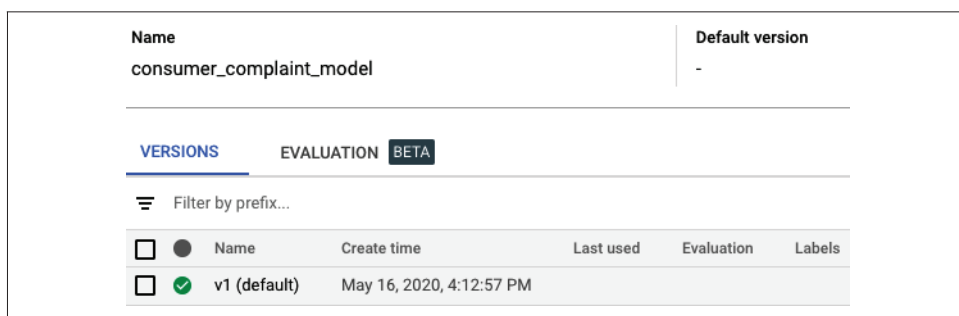 Name Default version
consumer_complaint_model -
VERSIONS EVALUATION BETA
Filter by prefix...
Name Create time Last used Evaluation Labels
v1 (default) May 16, 2020, 4:12:57 PM